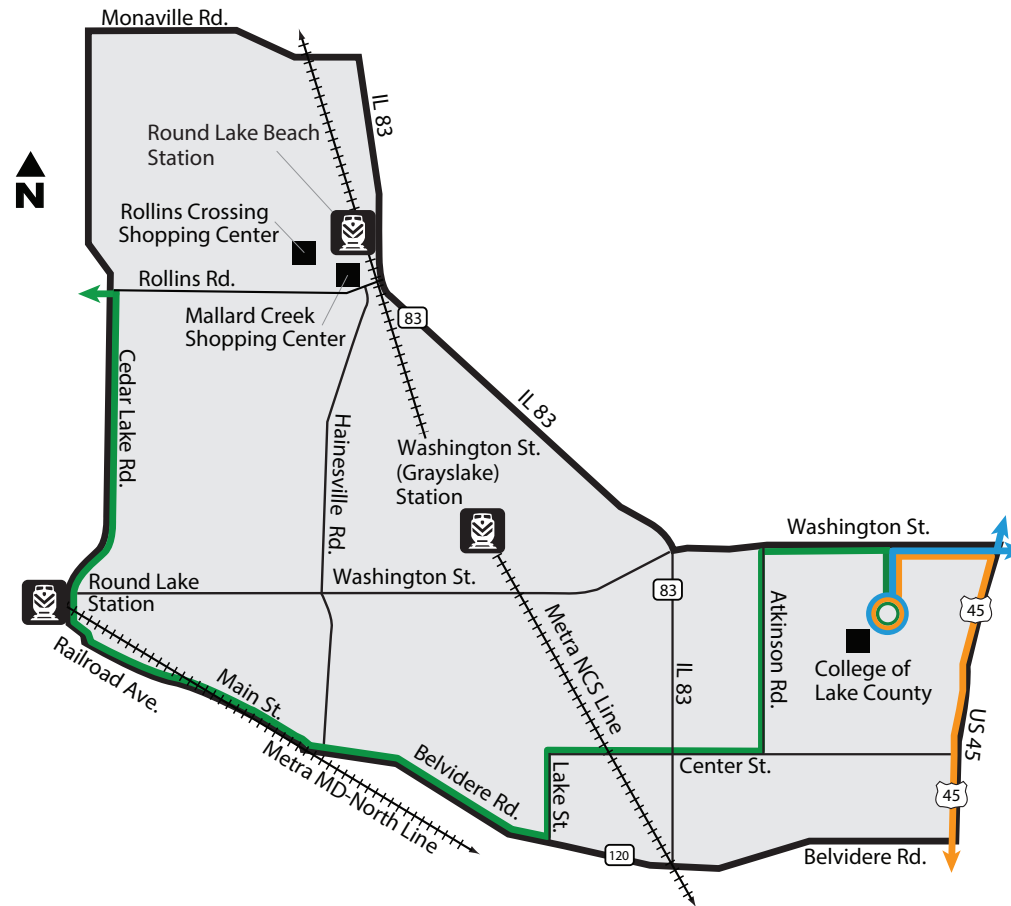 Monaville Rd.
IL 83
Round Lake Beach
Station
N
Rollins Crossing
Shopping Center
Rollins Rd.
Mallard Creek
Shopping Center
83
Cedar Lake Rd.
IL 83
Hainesville Rd.
Washington St.
(Grayslake)
Station
Washington St.
Round Lake
Station
Washington St.
83
Atkinson Rd.
45
Metra NCS Line
College of
Lake County
Railroad Ave.
Main St.
IL 83
US 45
Metra MD-North Line
Belvidere Rd.
Lake St.
Center St.
45
120
Belvidere Rd.